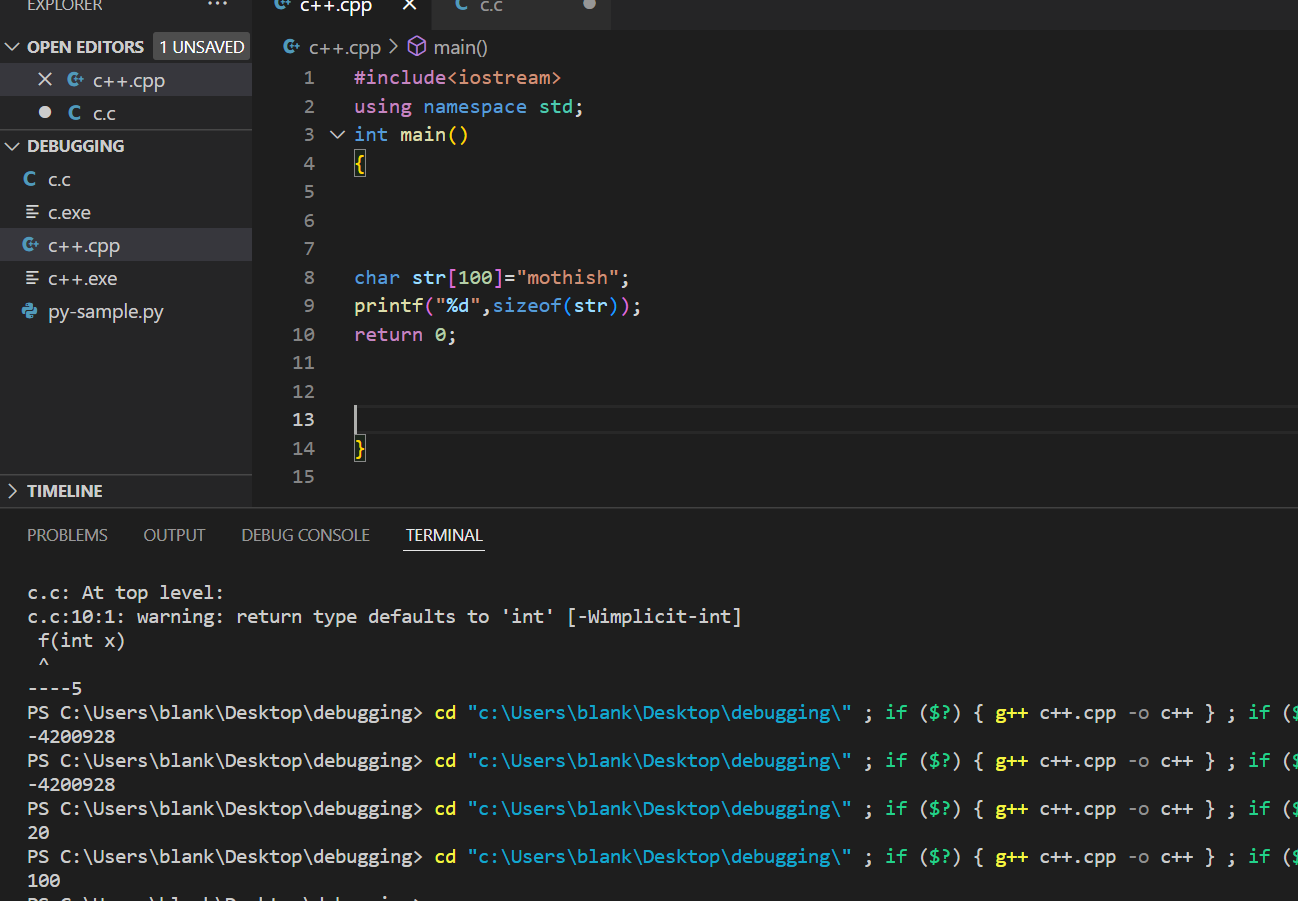 EXPLORER ...
OPEN EDITORS 1 UNSAVED
c++.cpp
c.c
DEBUGGING
c.c
c.exe
c++.cpp
c++.exe
py-sample.py
TIMELINE
c++.cpp c.c
c++.cpp > main()
1 #include<iostream>
2 using namespace std;
3 int main()
4 {
5
6
7
8 char str[100]="mothish";
9 printf("%d",sizeof(str));
10 return 0;
11
12
13
14 }
15
PROBLEMS OUTPUT DEBUG CONSOLE TERMINAL
c.c: At top level:
c.c:10:1: warning: return type defaults to 'int' [-Wimplicit-int]
f(int x)
^
----5
PS C:\Users\blank\Desktop\debugging> cd "c:\Users\blank\Desktop\debugging\" ; if ($?) { g++ c++.cpp -o c++ } ; if ($
-4200928
PS C:\Users\blank\Desktop\debugging> cd "c:\Users\blank\Desktop\debugging\" ; if ($?) { g++ c++.cpp -o c++ } ; if ($
-4200928
PS C:\Users\blank\Desktop\debugging> cd "c:\Users\blank\Desktop\debugging\" ; if ($?) { g++ c++.cpp -o c++ } ; if ($
20
PS C:\Users\blank\Desktop\debugging> cd "c:\Users\blank\Desktop\debugging\" ; if ($?) { g++ c++.cpp -o c++ } ; if ($
100